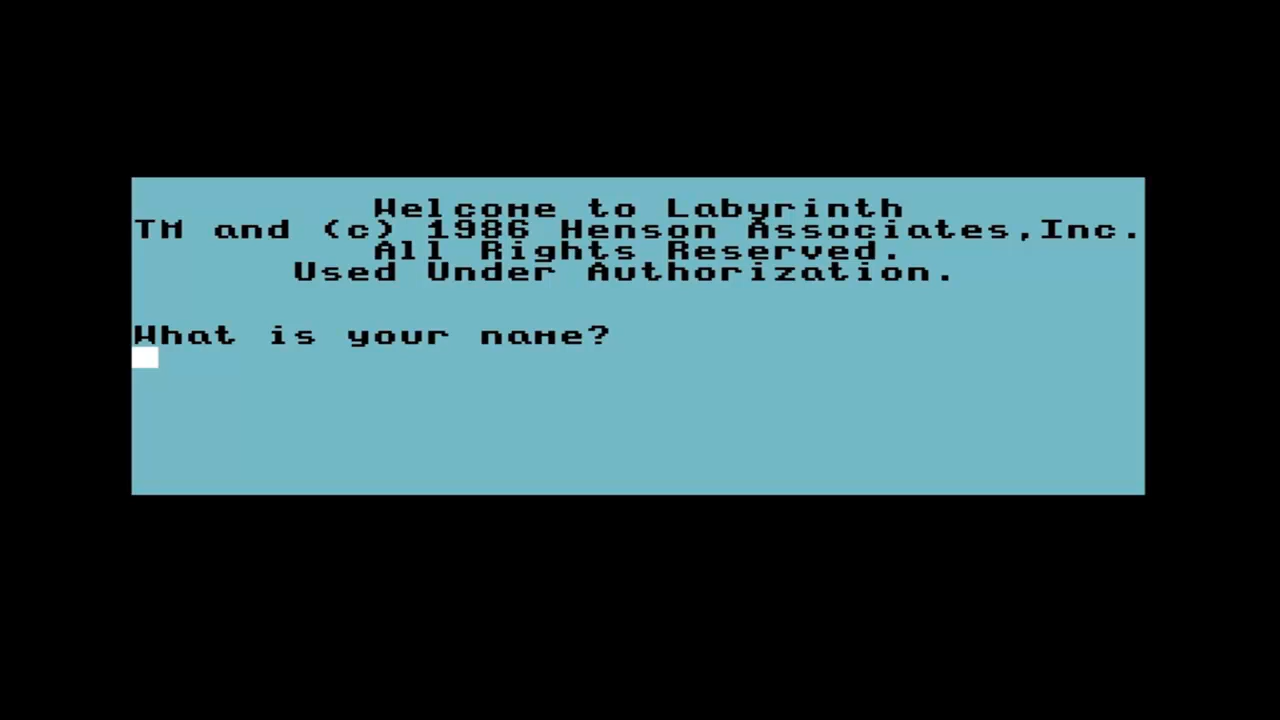 Welcome to Labyrinth
TM and (c) 1986 Henson Associates,Inc.
All Rights Reserved.
Used Under Authorization.
What is your name?